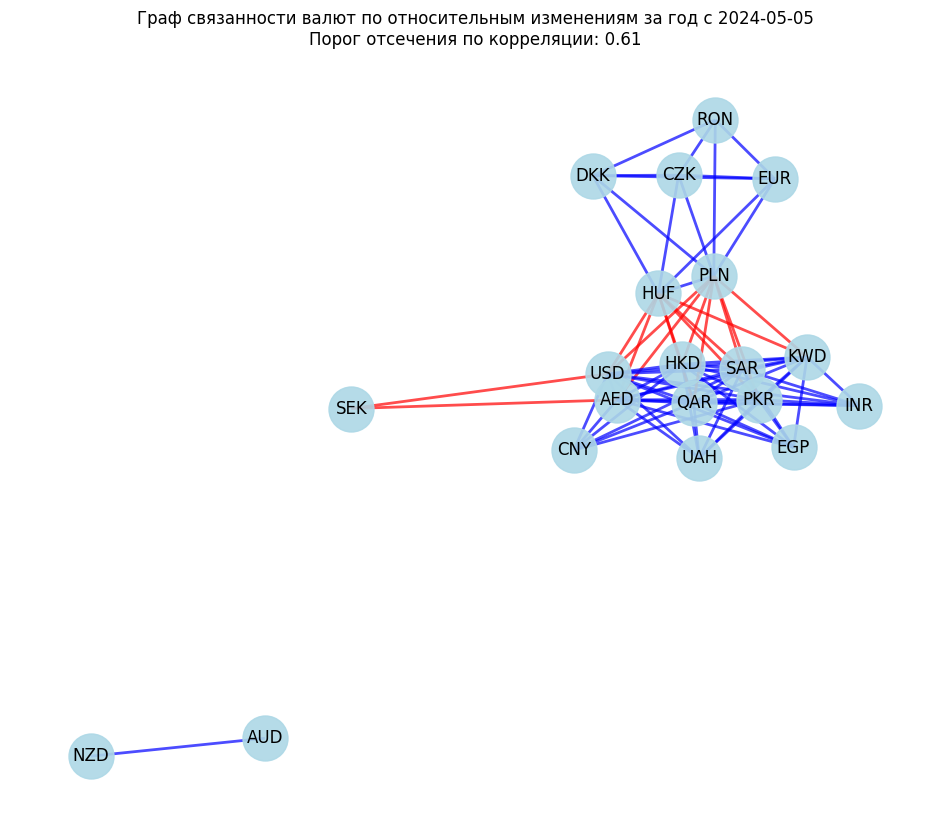 Граф связанности валют по относительным изменениям за год с 2024-05-05
Порог отсечения по корреляции: 0.61
RON
DKK
CZK
EUR
PLN
HUF
KWD
HKD
SAR
USD
AED
QAR
PKR
INR
SEK
CNY
UAH
EGP
AUD
NZD